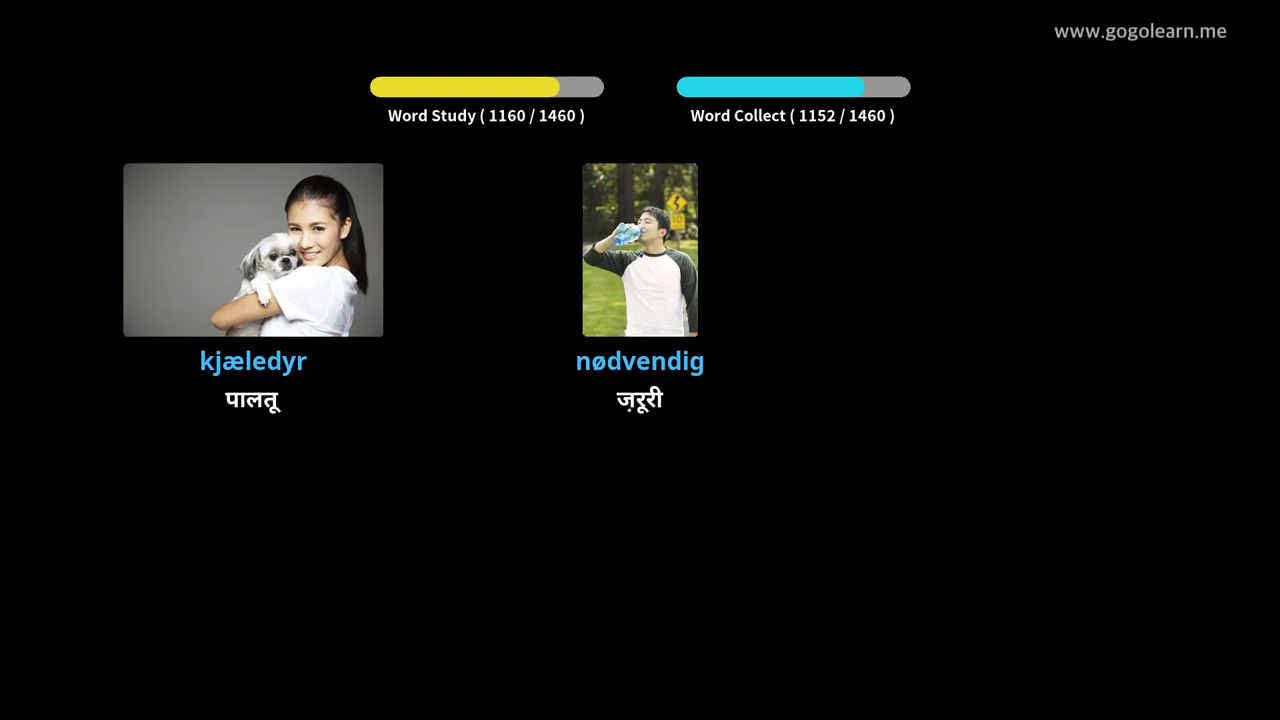 www.gogolearn.me
Word Study ( 1160 / 1460 )
Word Collect ( 1152 / 1460 )
kjæledyr
पालतू
nødvendig
ज़रूरी